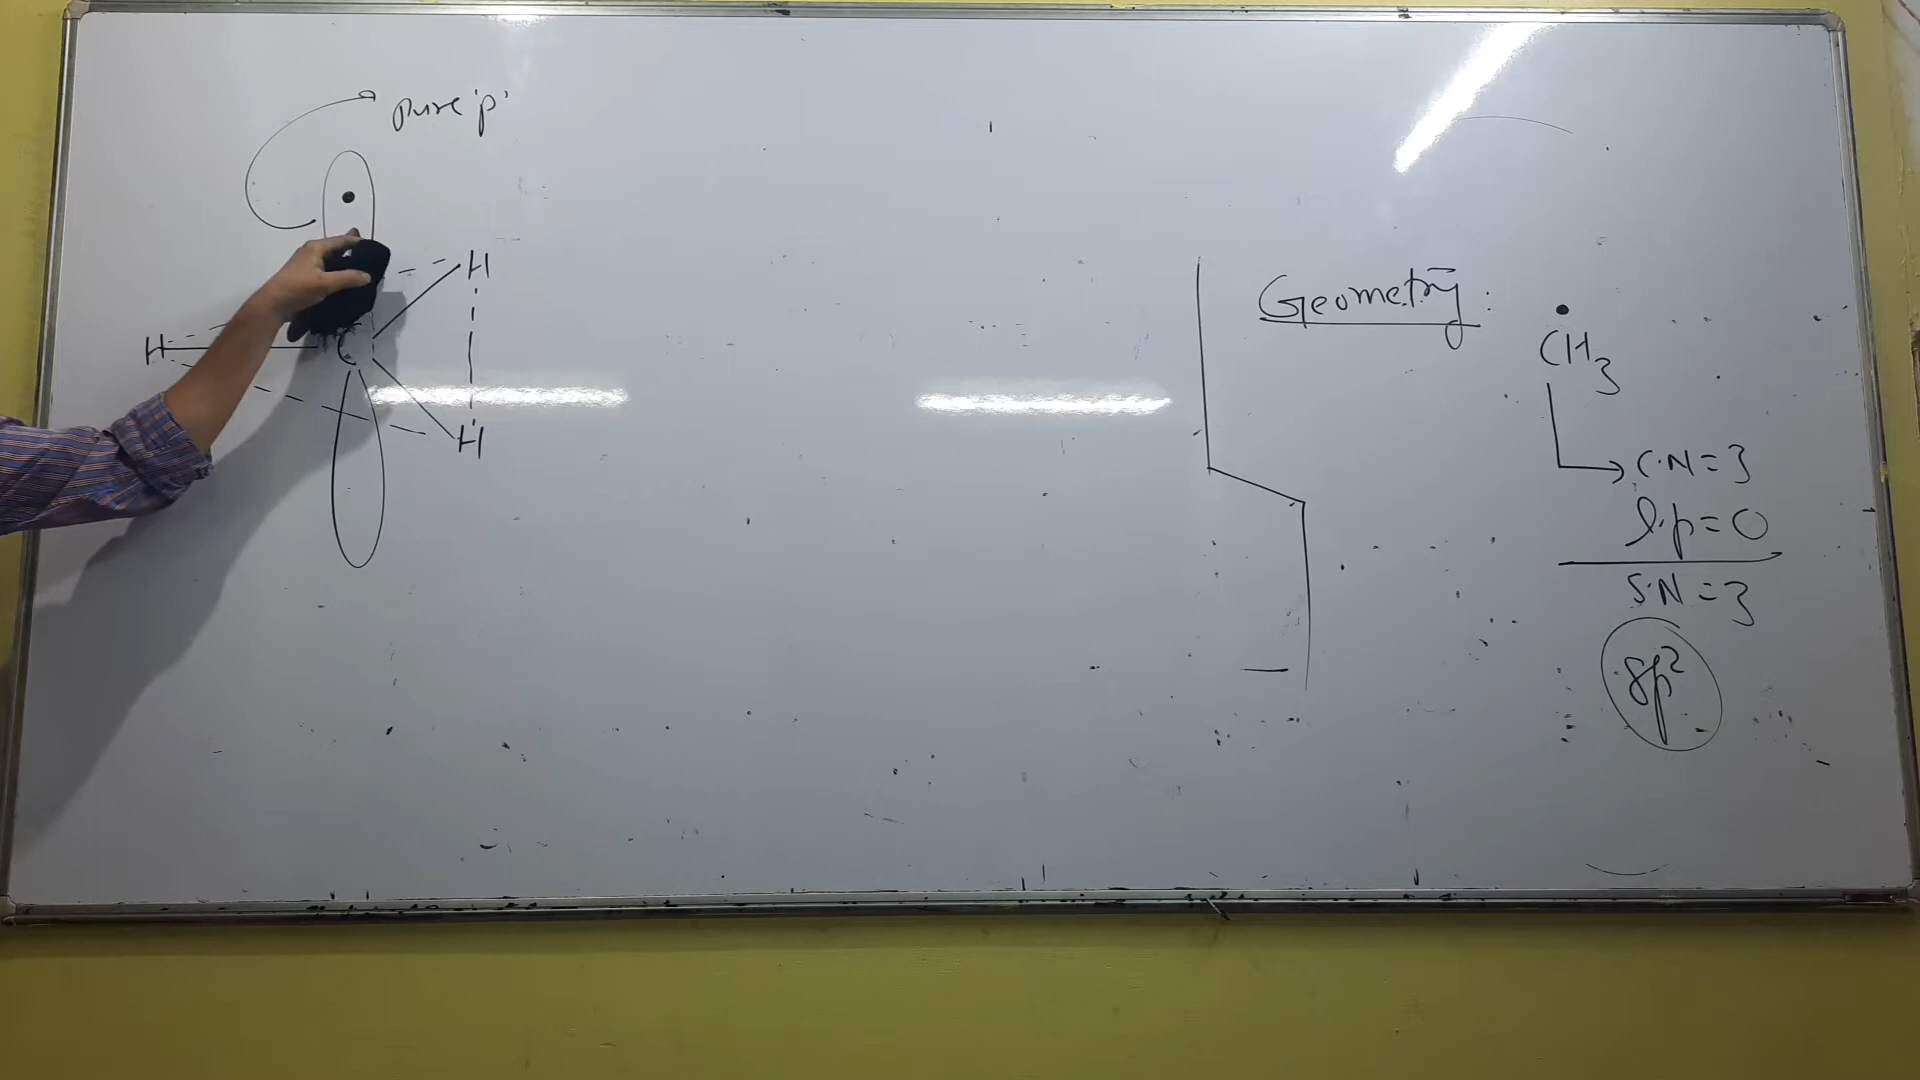 pure 'p'
H
H C
H
Geometry :
•
CH3
C.N = 3
l.p = 0
S.N = 3
sp²